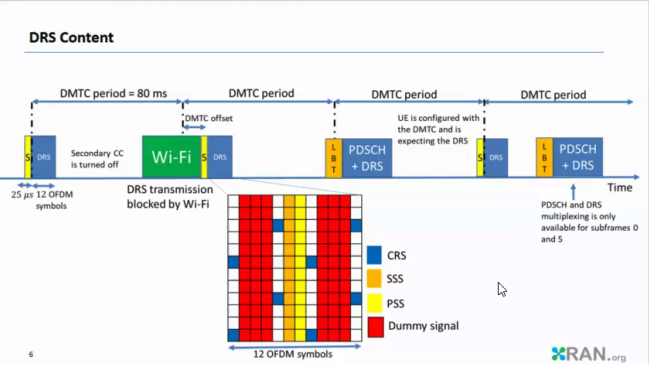 DRS Content
DMTC period = 80 ms
DMTC period
DMTC period
DMTC period
DMTC offset
UE is configured with
the DMTC and is
expecting the DRS
S
DRS
Secondary CC
is turned off
Wi-Fi
S
DRS
L
B
T
PDSCH
+ DRS
S
DRS
L
B
T
PDSCH
+ DRS
Time
25 μs
12 OFDM
symbols
DRS transmission
blocked by Wi-Fi
PDSCH and DRS
multiplexing is only
available for subframes 0
and 5
CRS
SSS
PSS
Dummy signal
12 OFDM symbols
6
XRAN.org